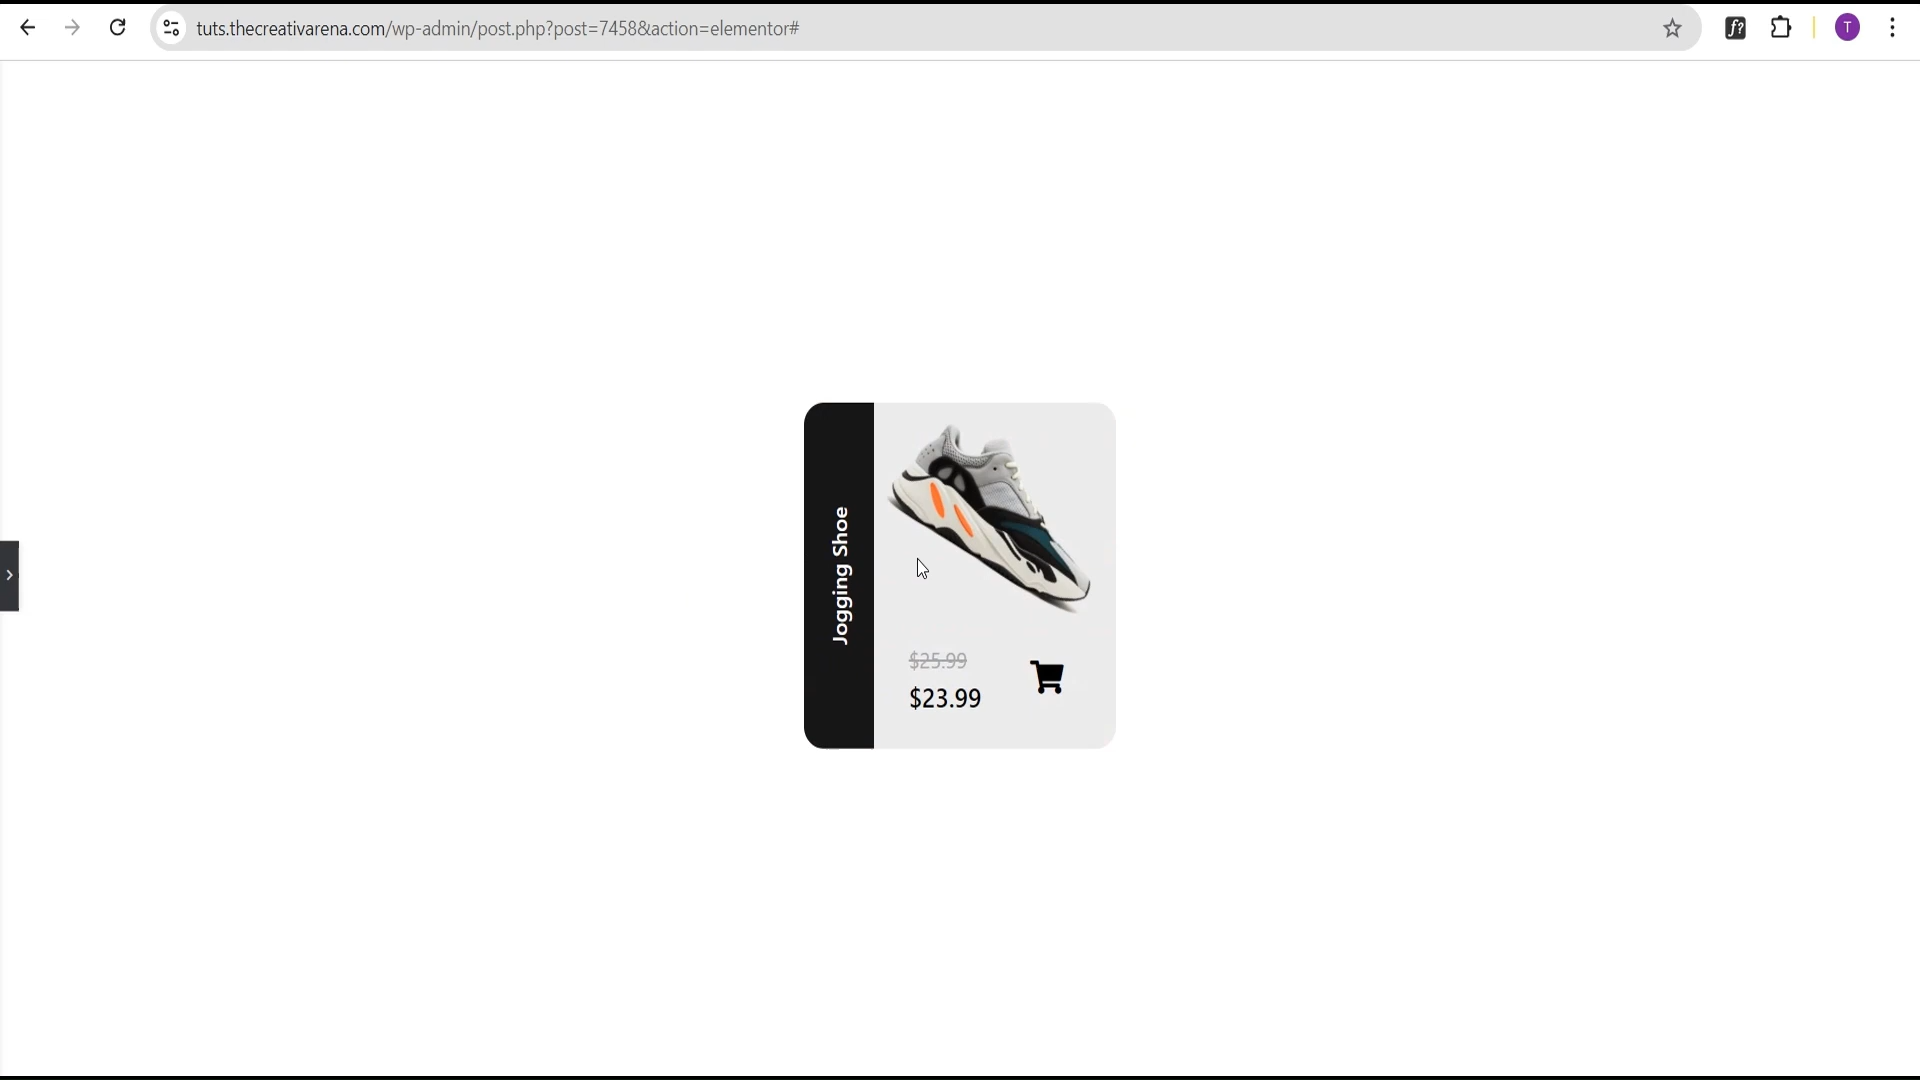 tuts.thecreativarena.com/wp-admin/post.php?post=7458&action=elementor#
f?
T
Jogging Shoe
$25.99
$23.99